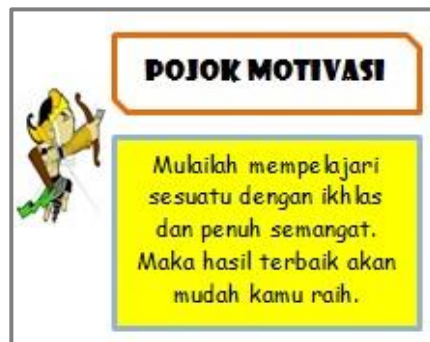 POJOK MOTIVASI
Mulailah mempelajari
sesuatu dengan ikhlas
dan penuh semangat.
Maka hasil terbaik akan
mudah kamu raih.